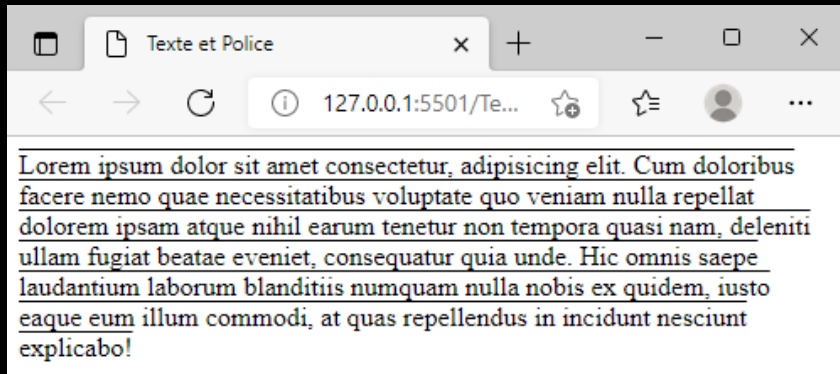 Texte et Police
127.0.0.1:5501/Te...
Lorem ipsum dolor sit amet consectetur, adipisicing elit. Cum doloribus
facere nemo quae necessitatibus voluptate quo veniam nulla repellat
dolorem ipsam atque nihil earum tenetur non tempora quasi nam, deleniti
ullam fugiat beatae eveniet, consequatur quia unde. Hic omnis saepe
laudantium laborum blanditiis numquam nulla nobis ex quidem, iusto
eaque eum illum commodi, at quas repellendus in incidunt nesciunt
explicabo!